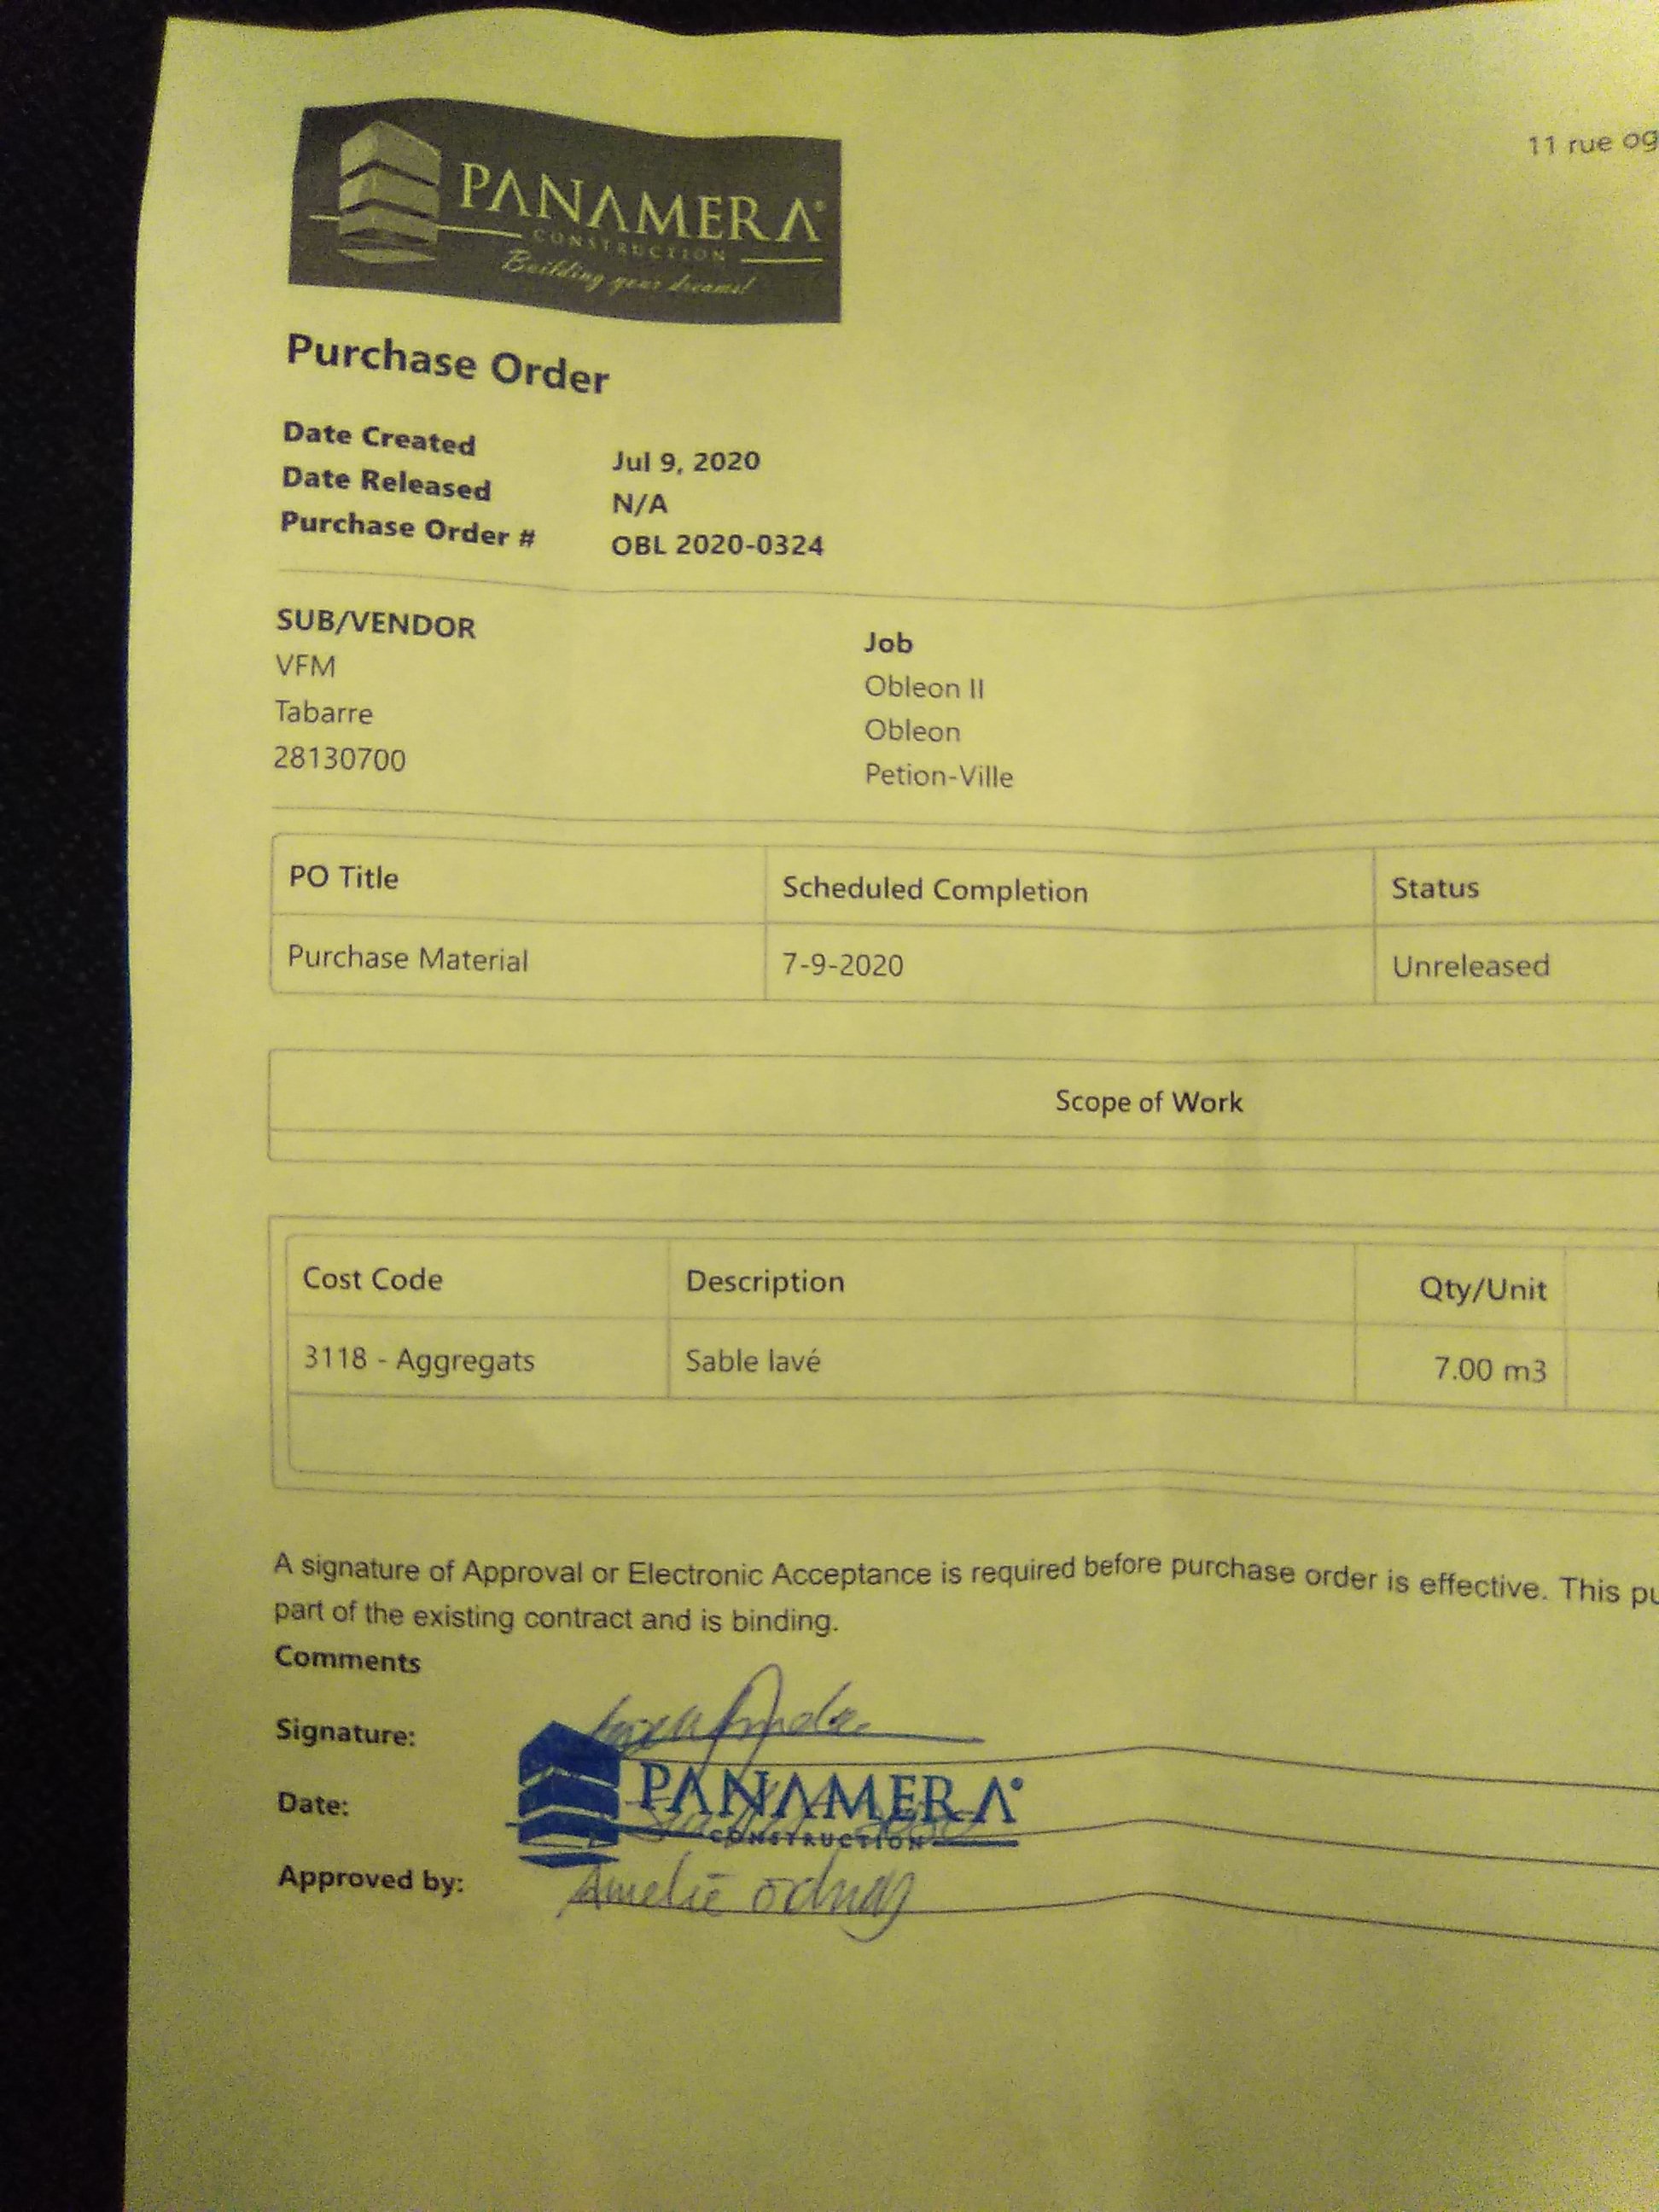 PANAMERA
CONSTRUCTION
Building your dreams!
11 rue og
Purchase Order
Date Created Jul 9, 2020
Date Released N/A
Purchase Order # OBL 2020-0324
SUB/VENDOR
VFM
Tabarre
28130700
Job
Obleon II
Obleon
Petion-Ville
PO Title Scheduled Completion Status
Purchase Material 7-9-2020 Unreleased
Scope of Work
Cost Code Description Qty/Unit
3118 - Aggregats Sable lavé 7.00 m3
A signature of Approval or Electronic Acceptance is required before purchase order is effective. This pu
part of the existing contract and is binding.
Comments
Signature:
PANAMERA
CONSTRUCTION
Date:
Approved by: Amelie